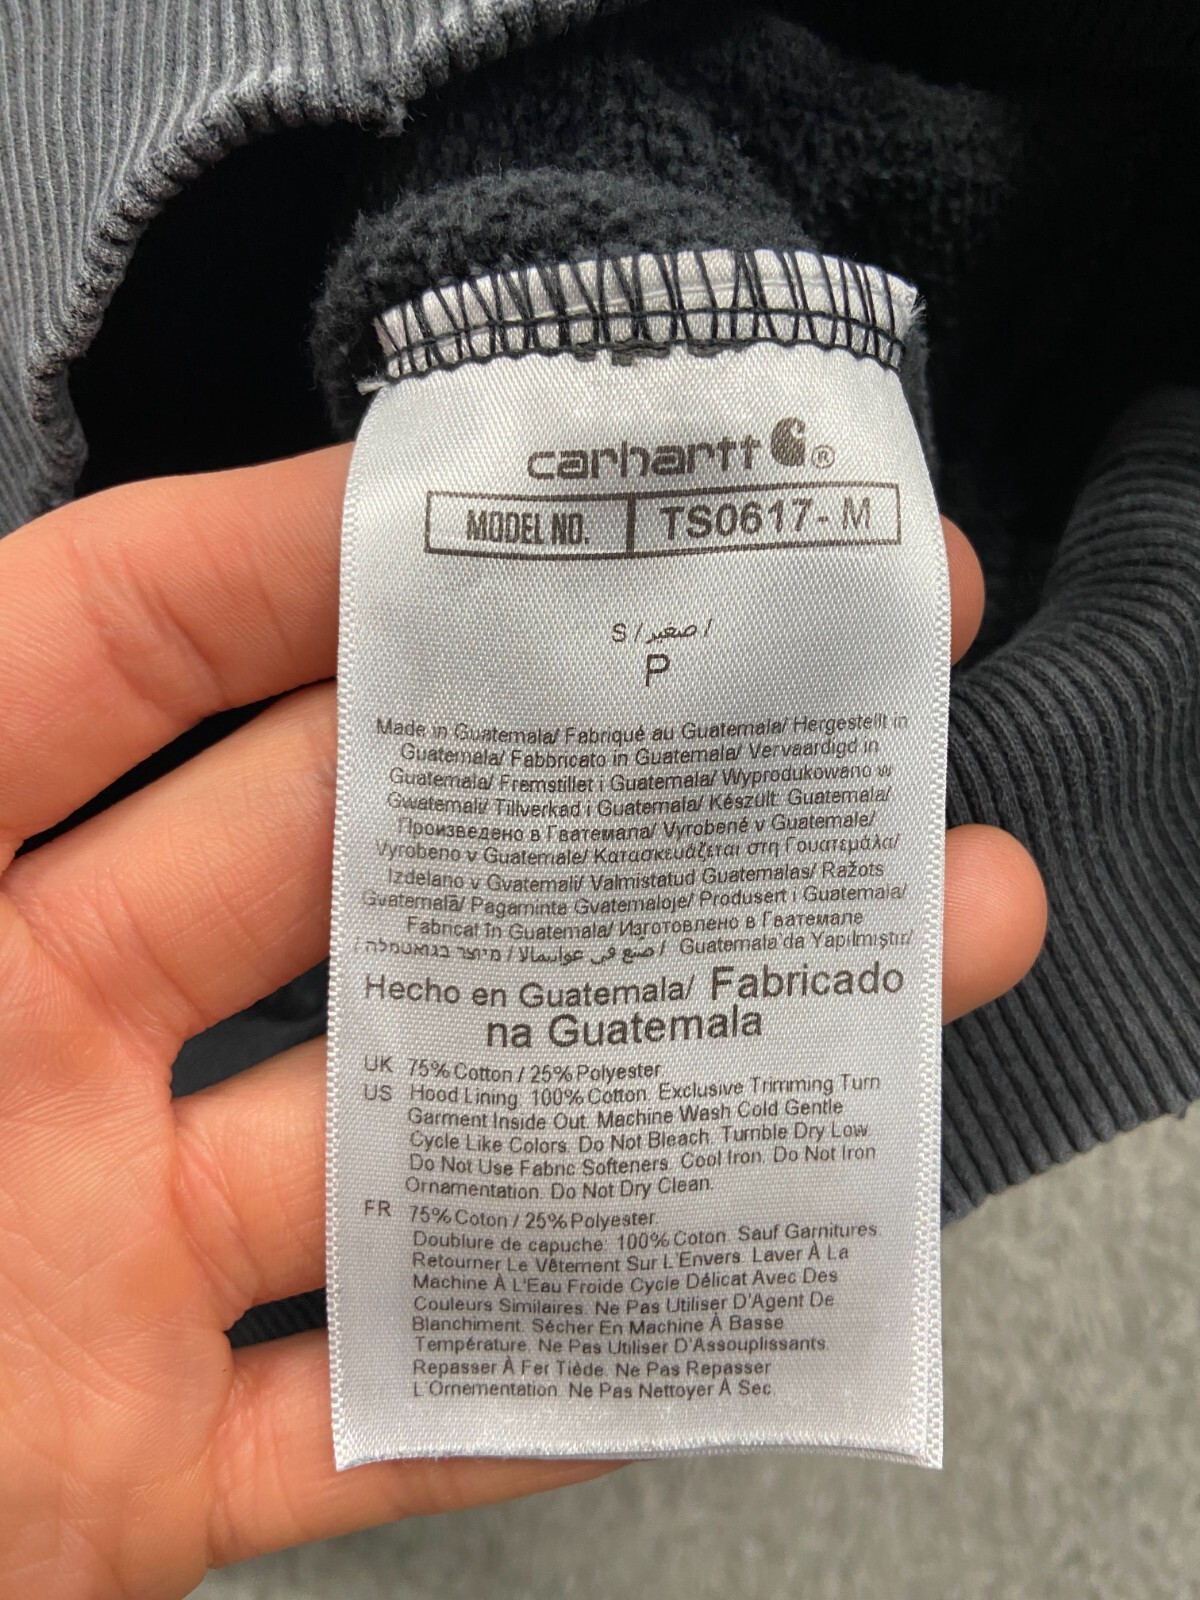 carhartt ®
MODEL NO. TS0617-M
S / صغير /
P
Made in Guatemala/ Fabriqué au Guatemala/ Hergestellt in
Guatemala/ Fabbricato in Guatemala/ Vervaardigd in
Guatemala/ Fremstillet i Guatemala/ Wyprodukowano w
Gwatemali/ Tillverkad i Guatemala/ Készült: Guatemala/
Произведено в Гватемала/ Vyrobené v Guatemale/
Vyrobeno v Guatemale/ Κατασκευάζεται στη Γουατεμάλα/
Izdelano v Gvatemali/ Valmistatud Guatemalas/ Ražots
Gvatemalā/ Pagaminta Gvatemaloje/ Produsert i Guatemala/
Fabricat în Guatemala/ Изготовлено в Гватемале
/ מיוצר בגואטמלה / صنع في غواتيمالا / Guatemala'da Yapılmıştır/
Hecho en Guatemala/ Fabricado
na Guatemala
UK 75% Cotton / 25% Polyester
US Hood Lining: 100% Cotton. Exclusive Trimming Turn
Garment Inside Out. Machine Wash Cold Gentle
Cycle Like Colors. Do Not Bleach. Tumble Dry Low
Do Not Use Fabric Softeners. Cool Iron. Do Not Iron
Ornamentation. Do Not Dry Clean.
FR 75% Coton / 25% Polyester.
Doublure de capuche: 100% Coton. Sauf Garnitures.
Retourner Le Vêtement Sur L'Envers. Laver À La
Machine À L'Eau Froide Cycle Délicat Avec Des
Couleurs Similaires. Ne Pas Utiliser D'Agent De
Blanchiment. Sécher En Machine À Basse
Température. Ne Pas Utiliser D'Assouplissants.
Repasser À Fer Tiède. Ne Pas Repasser
L'Ornementation. Ne Pas Nettoyer À Sec.